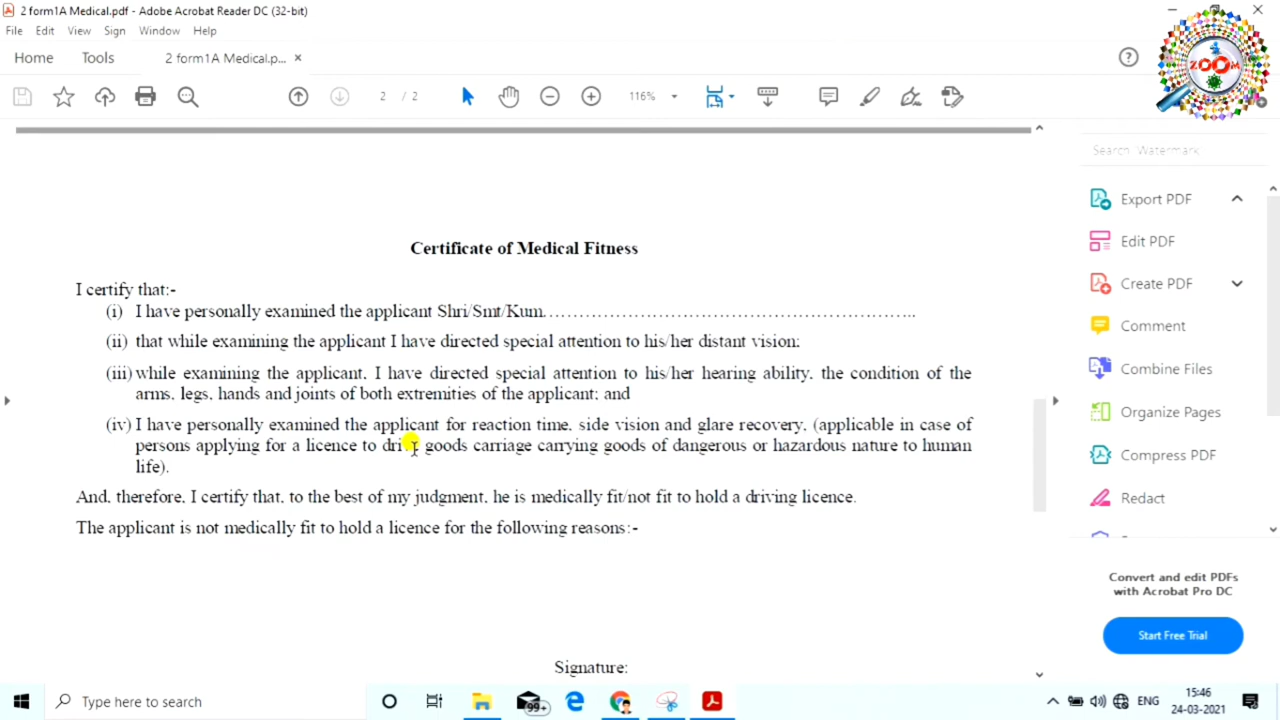 2 form1A Medical.pdf - Adobe Acrobat Reader DC (32-bit)
File Edit View Sign Window Help
Home Tools 2 form1A Medical.p... ×
2 / 2 116%
ZOOM
Search 'Watermark'
Certificate of Medical Fitness
I certify that:-
(i) I have personally examined the applicant Shri/Smt/Kum…………………………………………………..
(ii) that while examining the applicant I have directed special attention to his/her distant vision;
(iii) while examining the applicant, I have directed special attention to his/her hearing ability, the condition of the
arms, legs, hands and joints of both extremities of the applicant; and
(iv) I have personally examined the applicant for reaction time, side vision and glare recovery, (applicable in case of
persons applying for a licence to drive goods carriage carrying goods of dangerous or hazardous nature to human
life).
And, therefore, I certify that, to the best of my judgment, he is medically fit/not fit to hold a driving licence.
The applicant is not medically fit to hold a licence for the following reasons:-
Signature:
Export PDF
Edit PDF
Create PDF
Comment
Combine Files
Organize Pages
Compress PDF
Redact
Convert and edit PDFs
with Acrobat Pro DC
Start Free Trial
Type here to search
99+
ENG
15:46
24-03-2021